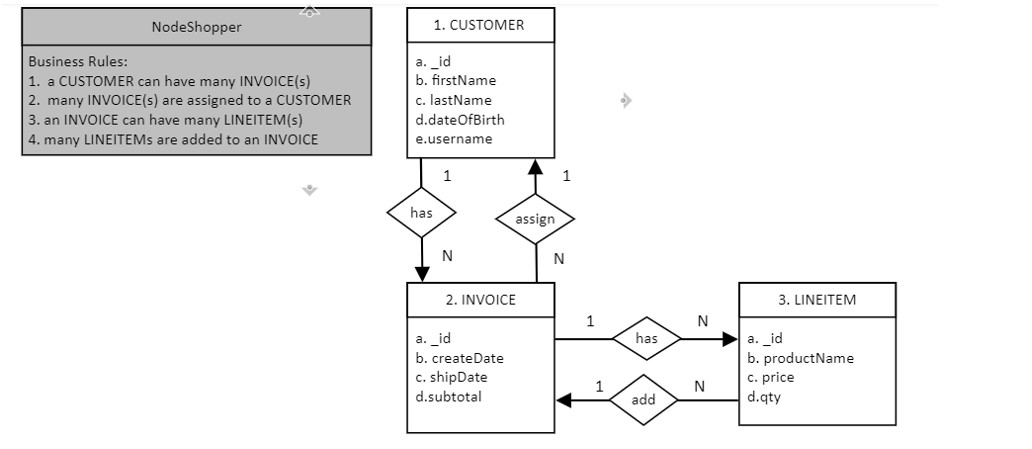 NodeShopper
Business Rules:
1. a CUSTOMER can have many INVOICE(s)
2. many INVOICE(s) are assigned to a CUSTOMER
3. an INVOICE can have many LINEITEM(s)
4. many LINEITEMs are added to an INVOICE
1. CUSTOMER
a. _id
b. firstName
c. lastName
d.dateOfBirth
e.username
1
1
has
assign
N
N
2. INVOICE
a. _id
b. createDate
c. shipDate
d.subtotal
1
has
N
1
add
N
3. LINEITEM
a. _id
b. productName
c. price
d.qty